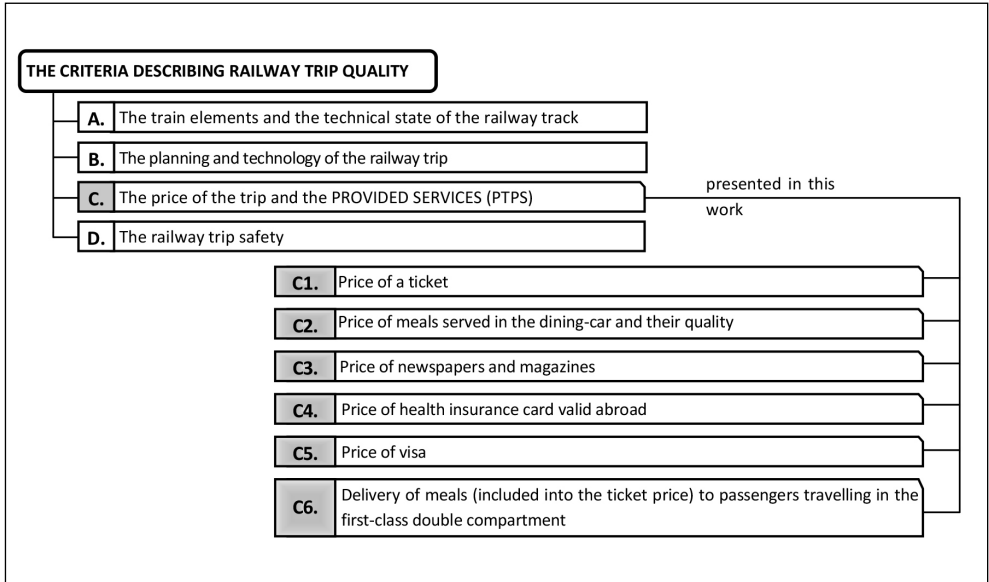 THE CRITERIA DESCRIBING RAILWAY TRIP QUALITY
A. The train elements and the technical state of the railway track
B. The planning and technology of the railway trip
C. The price of the trip and the PROVIDED SERVICES (PTPS)
presented in this
work
D. The railway trip safety
C1. Price of a ticket
C2. Price of meals served in the dining-car and their quality
C3. Price of newspapers and magazines
C4. Price of health insurance card valid abroad
C5. Price of visa
C6. Delivery of meals (included into the ticket price) to passengers travelling in the
first-class double compartment